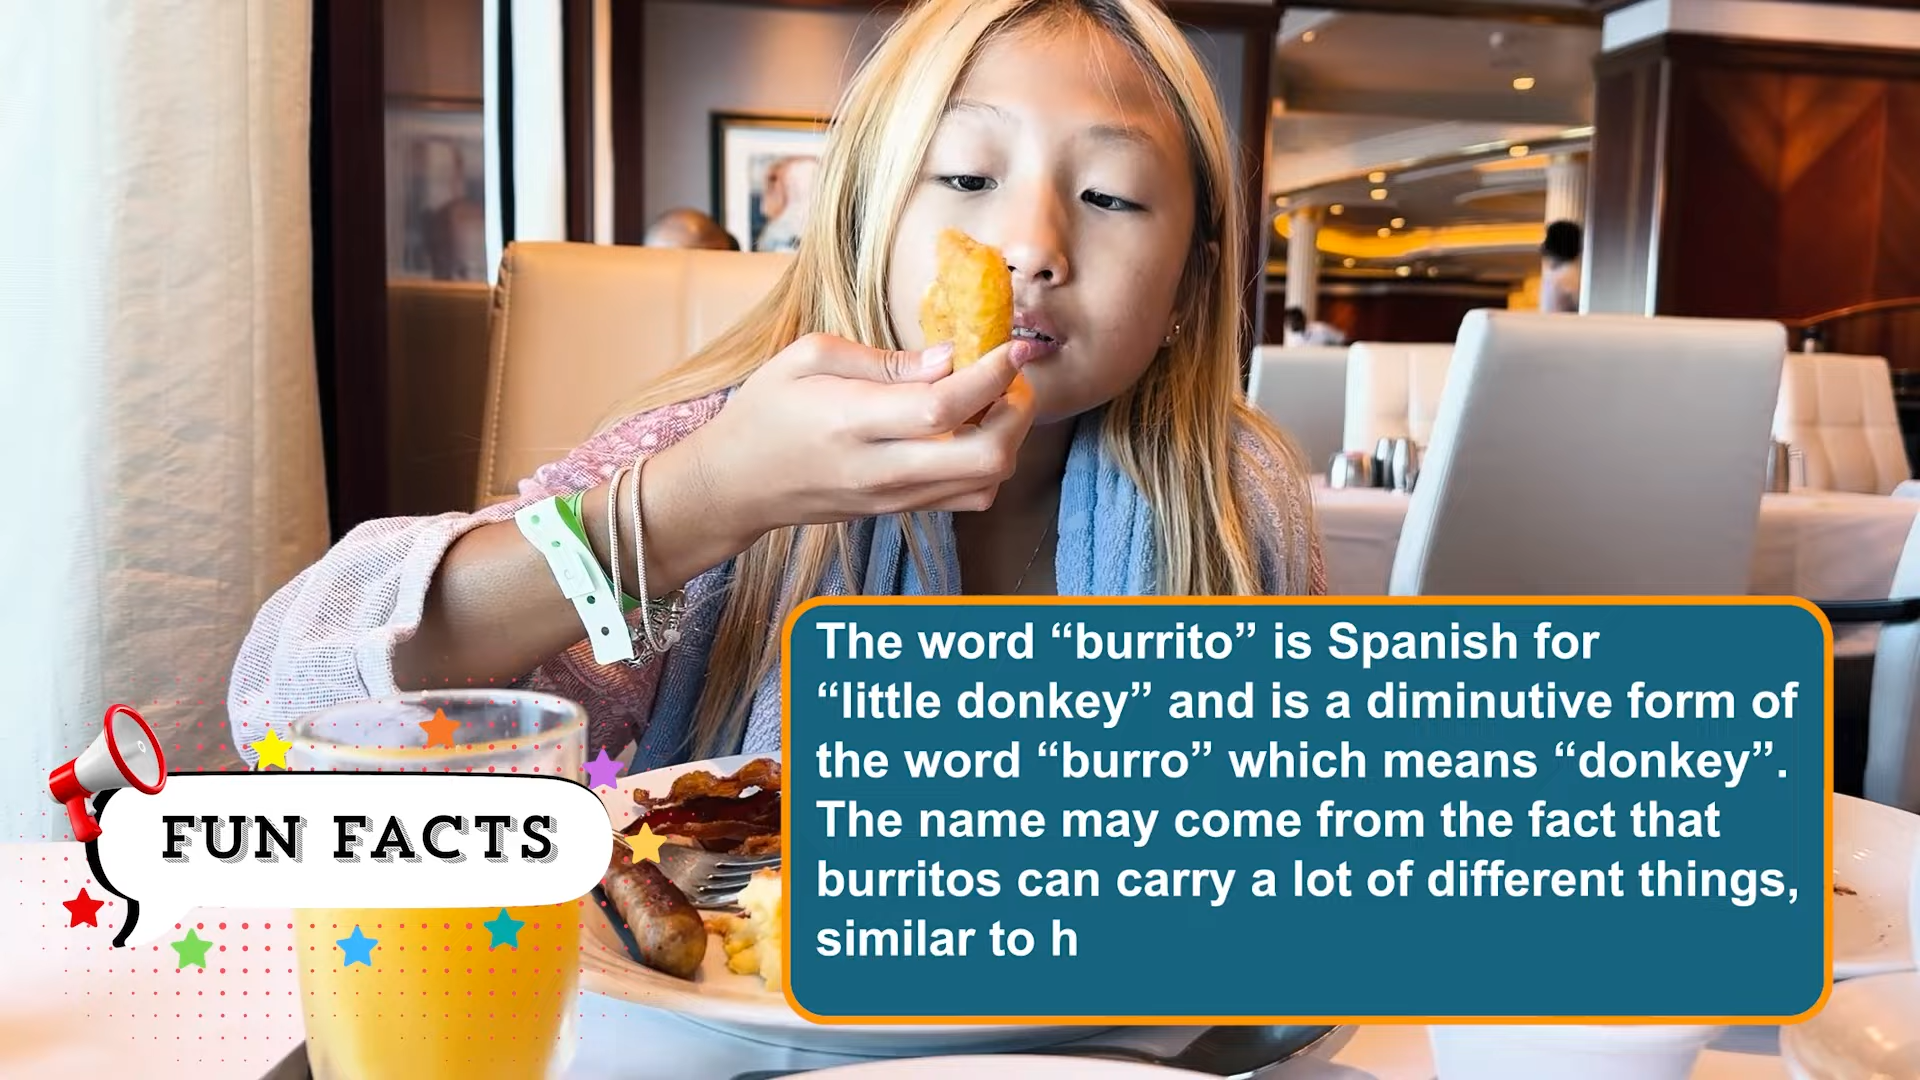 FUN FACTS
The word “burrito” is Spanish for
“little donkey” and is a diminutive form of
the word “burro” which means “donkey”.
The name may come from the fact that
burritos can carry a lot of different things,
similar to h